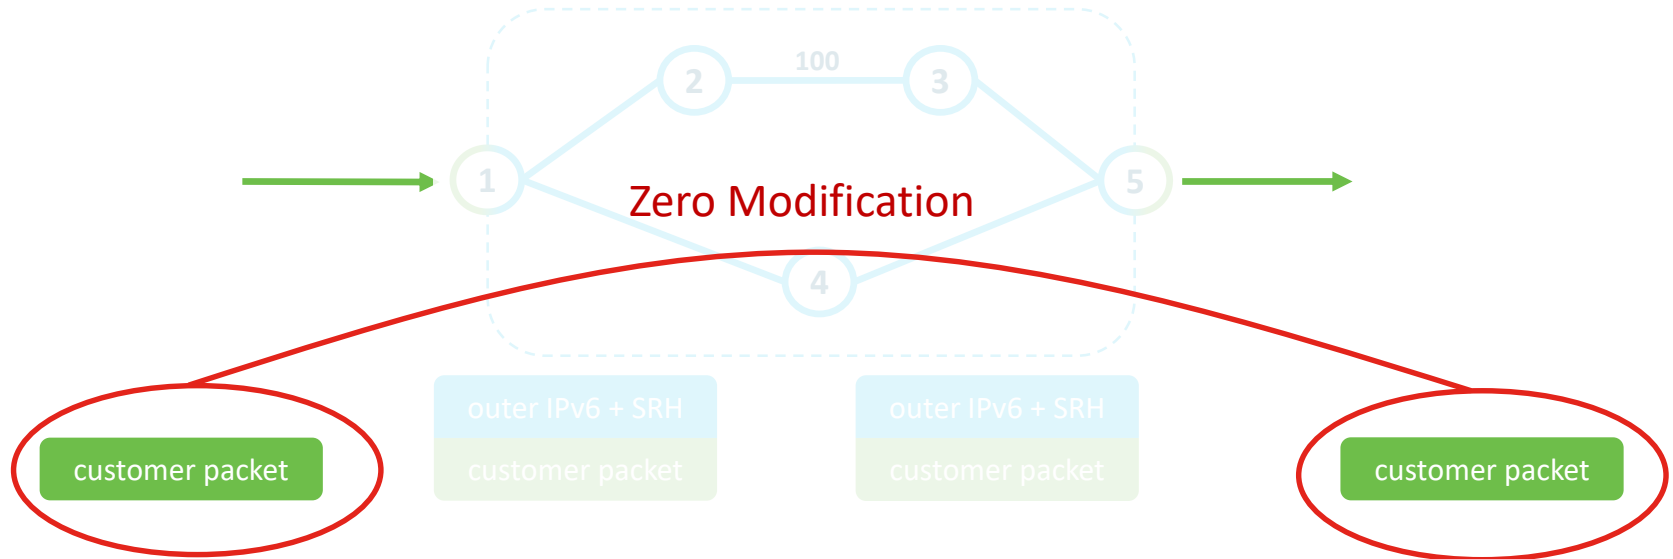 100
2
3
1
5
Zero Modification
4
outer IPv6 + SRH
outer IPv6 + SRH
customer packet
customer packet
customer packet
customer packet